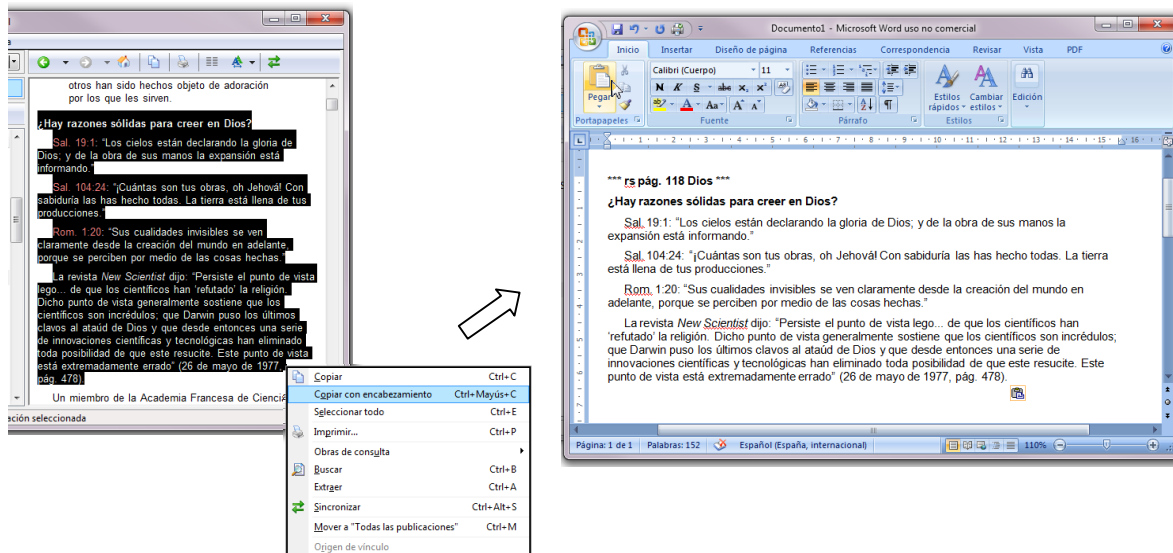 otros han sido hechos objeto de adoración
por los que les sirven.
¿Hay razones sólidas para creer en Dios?
Sal. 19:1: “Los cielos están declarando la gloria de
Dios; y de la obra de sus manos la expansión está
informando.”
Sal. 104:24: “¡Cuántas son tus obras, oh Jehová! Con
sabiduría las has hecho todas. La tierra está llena de tus
producciones.”
Rom. 1:20: “Sus cualidades invisibles se ven
claramente desde la creación del mundo en adelante,
porque se perciben por medio de las cosas hechas.”
La revista New Scientist dijo: “Persiste el punto de vista
lego... de que los científicos han ‘refutado’ la religión.
Dicho punto de vista generalmente sostiene que los
científicos son incrédulos; que Darwin puso los últimos
clavos al ataúd de Dios y que desde entonces una serie
de innovaciones científicas y tecnológicas han eliminado
toda posibilidad de que este resucite. Este punto de vista
está extremadamente errado” (26 de mayo de 1977,
pág. 478).
Un miembro de la Academia Francesa de
ación seleccionada
Copiar Ctrl+C
Copiar con encabezamiento Ctrl+Mayús+C
Seleccionar todo Ctrl+E
Imprimir... Ctrl+P
Obras de consulta
Buscar Ctrl+B
Extraer Ctrl+A
Sincronizar Ctrl+Alt+S
Mover a "Todas las publicaciones" Ctrl+M
Origen de vínculo
Documento1 - Microsoft Word uso no comercial
Inicio Insertar Diseño de página Referencias Correspondencia Revisar Vista PDF
Calibri (Cuerpo) 11
N K S abc x₂ x²
ab A Aa A A
Pegar
Estilos rápidos
Cambiar estilos
Edición
Portapapeles Fuente Párrafo Estilos
1 1 2 3 4 5 6 7 8 9 10 11 12 13 14 15 16
*** rs pág. 118 Dios ***
¿Hay razones sólidas para creer en Dios?
Sal. 19:1: “Los cielos están declarando la gloria de Dios; y de la obra de sus manos la
expansión está informando.”
Sal. 104:24: “¡Cuántas son tus obras, oh Jehová! Con sabiduría las has hecho todas. La tierra
está llena de tus producciones.”
Rom. 1:20: “Sus cualidades invisibles se ven claramente desde la creación del mundo en
adelante, porque se perciben por medio de las cosas hechas.”
La revista New Scientist dijo: “Persiste el punto de vista lego... de que los científicos han
‘refutado’ la religión. Dicho punto de vista generalmente sostiene que los científicos son incrédulos;
que Darwin puso los últimos clavos al ataúd de Dios y que desde entonces una serie de
innovaciones científicas y tecnológicas han eliminado toda posibilidad de que este resucite. Este
punto de vista está extremadamente errado” (26 de mayo de 1977, pág. 478).
Página: 1 de 1 Palabras: 152 Español (España, internacional) 110%